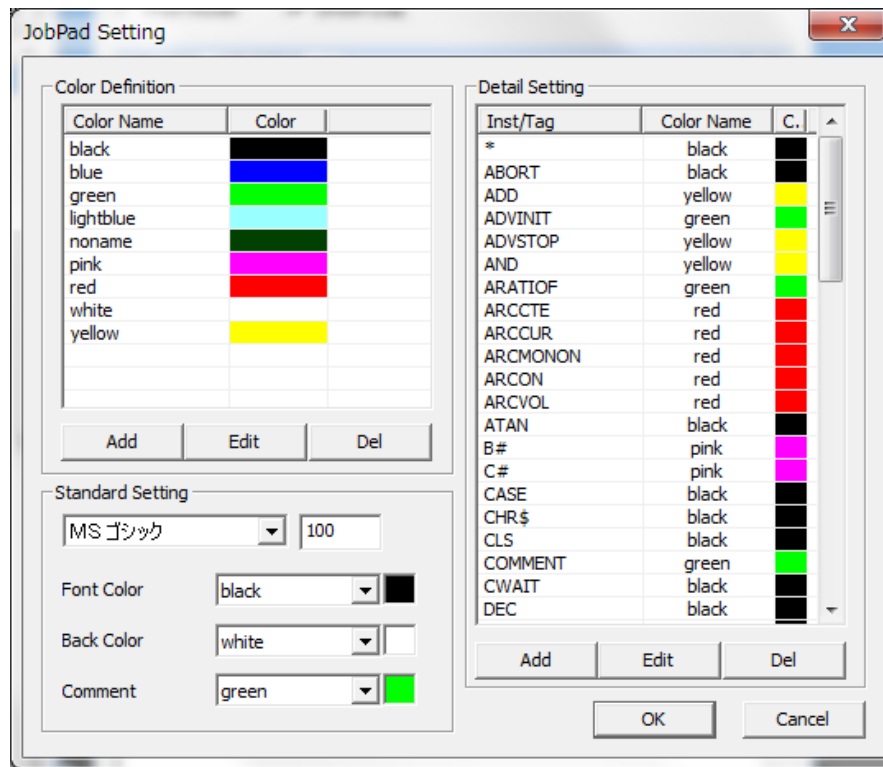 JobPad Setting
Color Definition
Color Name Color
black
blue
green
lightblue
noname
pink
red
white
yellow
Add Edit Del
Standard Setting
MS ゴシック 100
Font Color black
Back Color white
Comment green
Detail Setting
Inst/Tag Color Name C.
* black
ABORT black
ADD yellow
ADVINIT green
ADVSTOP yellow
AND yellow
ARATIOF green
ARCCTE red
ARCCUR red
ARCMONON red
ARCON red
ARCVOL red
ATAN black
B# pink
C# pink
CASE black
CHR$ black
CLS black
COMMENT green
CWAIT black
DEC black
Add Edit Del
OK Cancel